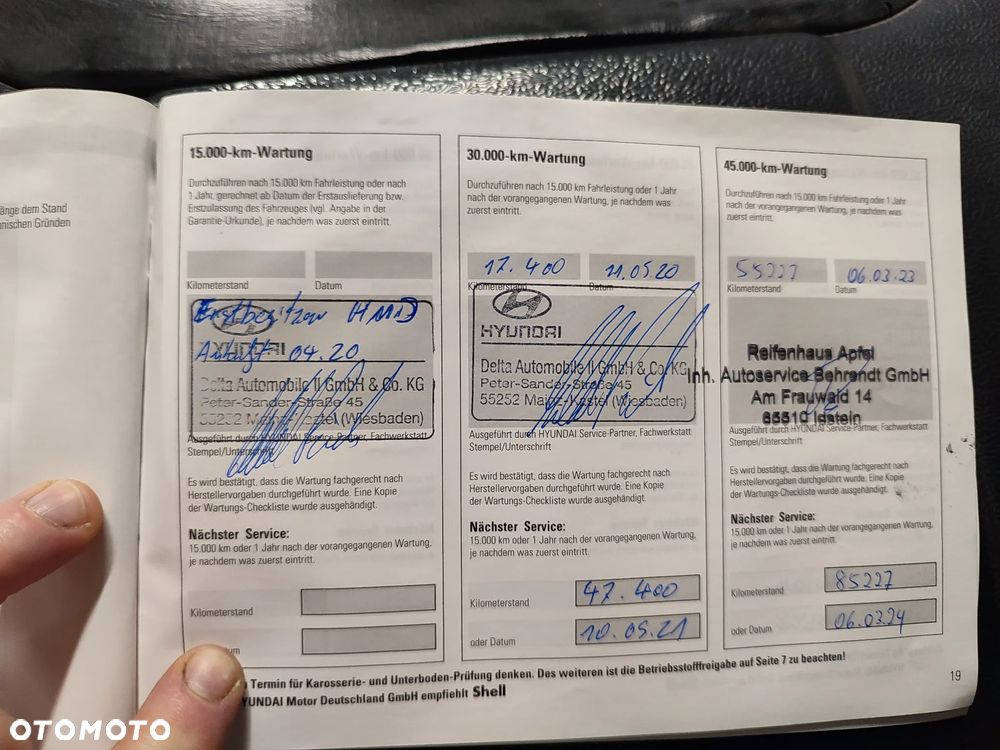 änge dem Stand
nischen Gründen
15.000-km-Wartung
Durchzuführen nach 15.000 km Fahrleistung oder nach
1 Jahr, gerechnet ab Datum der Erstauslieferung bzw.
Erstzulassung des Fahrzeuges (vgl. Angabe in der
Garantie-Urkunde), je nachdem was zuerst eintritt.
Kilometerstand Datum
Erstbesitzer HMD
04.20
HYUNDAI
Delta Automobile II GmbH & Co. KG
Peter-Sander-Straße 45
55252 Mainz-Kastel (Wiesbaden)
Ausgeführt durch HYUNDAI Service-Partner, Fachwerkstatt
Stempel/Unterschrift
Es wird bestätigt, dass die Wartung fachgerecht nach
Herstellervorgaben durchgeführt wurde. Eine Kopie
der Wartungs-Checkliste wurde ausgehändigt.
Nächster Service:
15.000 km oder 1 Jahr nach der vorangegangenen Wartung,
je nachdem was zuerst eintritt.
Kilometerstand
um
30.000-km-Wartung
Durchzuführen nach 15.000 km Fahrleistung oder 1 Jahr
nach der vorangegangenen Wartung, je nachdem was
zuerst eintritt.
17.400 11.05.20
Kilometerstand Datum
HYUNDAI
Delta Automobile II GmbH & Co. KG
Peter-Sander-Straße 45
55252 Mainz-Kastel (Wiesbaden)
Ausgeführt durch HYUNDAI Service-Partner, Fachwerkstatt
Stempel/Unterschrift
Es wird bestätigt, dass die Wartung fachgerecht nach
Herstellervorgaben durchgeführt wurde. Eine Kopie
der Wartungs-Checkliste wurde ausgehändigt.
Nächster Service:
15.000 km oder 1 Jahr nach der vorangegangenen Wartung,
je nachdem was zuerst eintritt.
Kilometerstand 47.400
oder Datum 10.05.21
45.000-km-Wartung
Durchzuführen nach 15.000 km Fahrleistung oder 1 Jahr
nach der vorangegangenen Wartung, je nachdem was
zuerst eintritt.
55227 06.03.23
Kilometerstand Datum
Reifenhaus Apfel
Inh. Autoservice Behrendt GmbH
Am Frauwald 14
65510 Idstein
Ausgeführt durch HYUNDAI Service-Partner, Fachwerkstatt
Stempel/Unterschrift
Es wird bestätigt, dass die Wartung fachgerecht nach
Herstellervorgaben durchgeführt wurde. Eine Kopie
der Wartungs-Checkliste wurde ausgehändigt.
Nächster Service:
15.000 km oder 1 Jahr nach der vorangegangenen Wartung,
je nachdem was zuerst eintritt.
Kilometerstand 85227
oder Datum 06.03.24
Termin für Karosserie- und Unterboden-Prüfung denken. Des weiteren ist die Betriebsstofffreigabe auf Seite 7 zu beachten!
YUNDAI Motor Deutschland GmbH empfiehlt Shell
19
OTOMOTO